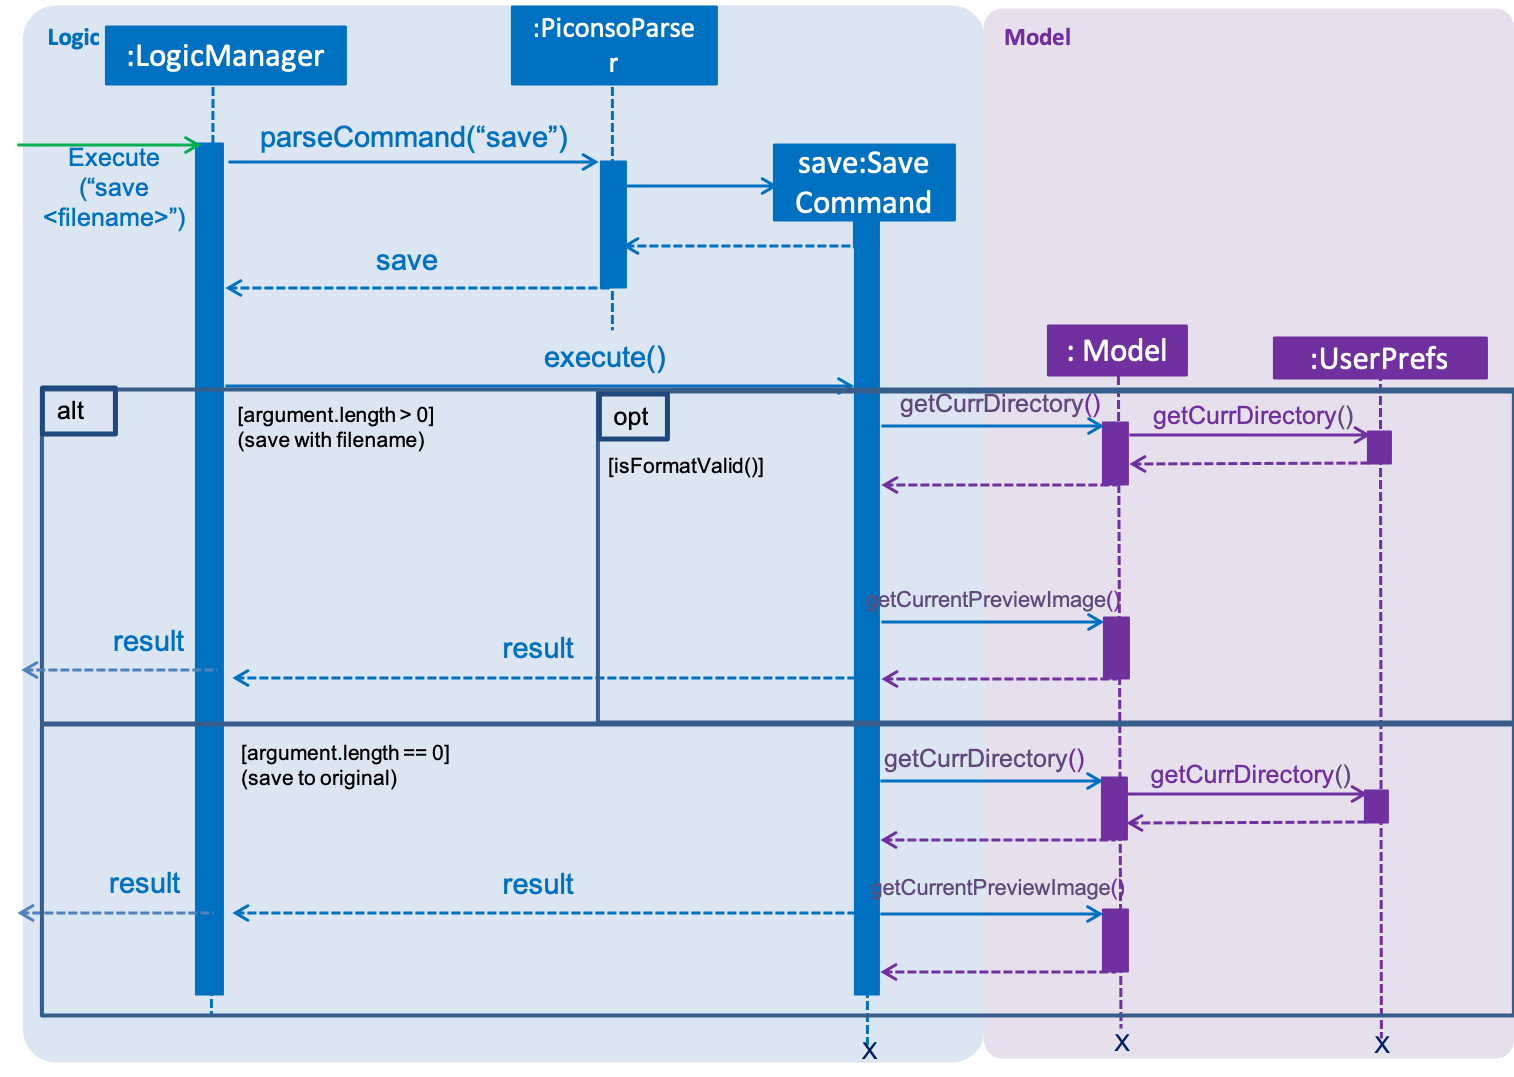 Logic
:LogicManager
:PiconsoParse
r
Model
parseCommand(“save”)
Execute
(“save
<filename>”)
save:Save
Command
save
execute()
: Model
:UserPrefs
alt
[argument.length > 0]
(save with filename)
opt
[isFormatValid()]
getCurrDirectory()
getCurrDirectory()
getCurrentPreviewImage()
result
result
[argument.length == 0]
(save to original)
getCurrDirectory()
getCurrDirectory()
result
result
getCurrentPreviewImage()
X
X
X